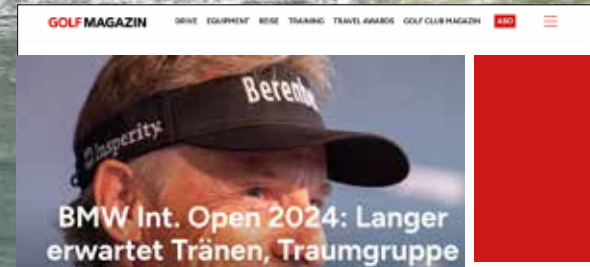 GOLF MAGAZIN
DRIVE EQUIPMENT REISE TRAINING TRAVEL AWARDS GOLF CLUB MAGAZIN ABO
Insperity.
BMW Int. Open 2024: Langer
erwartet Tränen, Traumgruppe